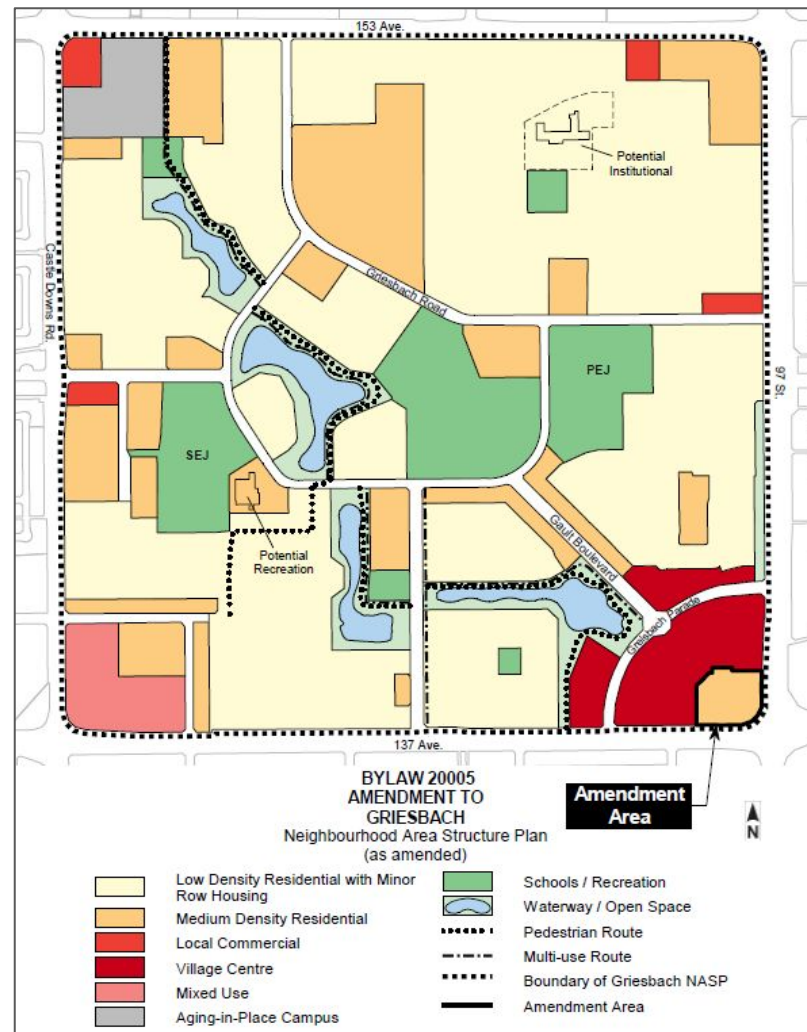 153 Ave.
Potential
Institutional
Castle Downs Rd.
Griesbach Road
97 St.
PEJ
SEJ
Potential
Recreation
Gault Boulevard
Griesbach Parade
137 Ave.
BYLAW 20005
AMENDMENT TO
GRIESBACH
Neighbourhood Area Structure Plan
(as amended)
Amendment
Area
N
Low Density Residential with Minor
Row Housing
Medium Density Residential
Local Commercial
Village Centre
Mixed Use
Aging-in-Place Campus
Schools / Recreation
Waterway / Open Space
Pedestrian Route
Multi-use Route
Boundary of Griesbach NASP
Amendment Area